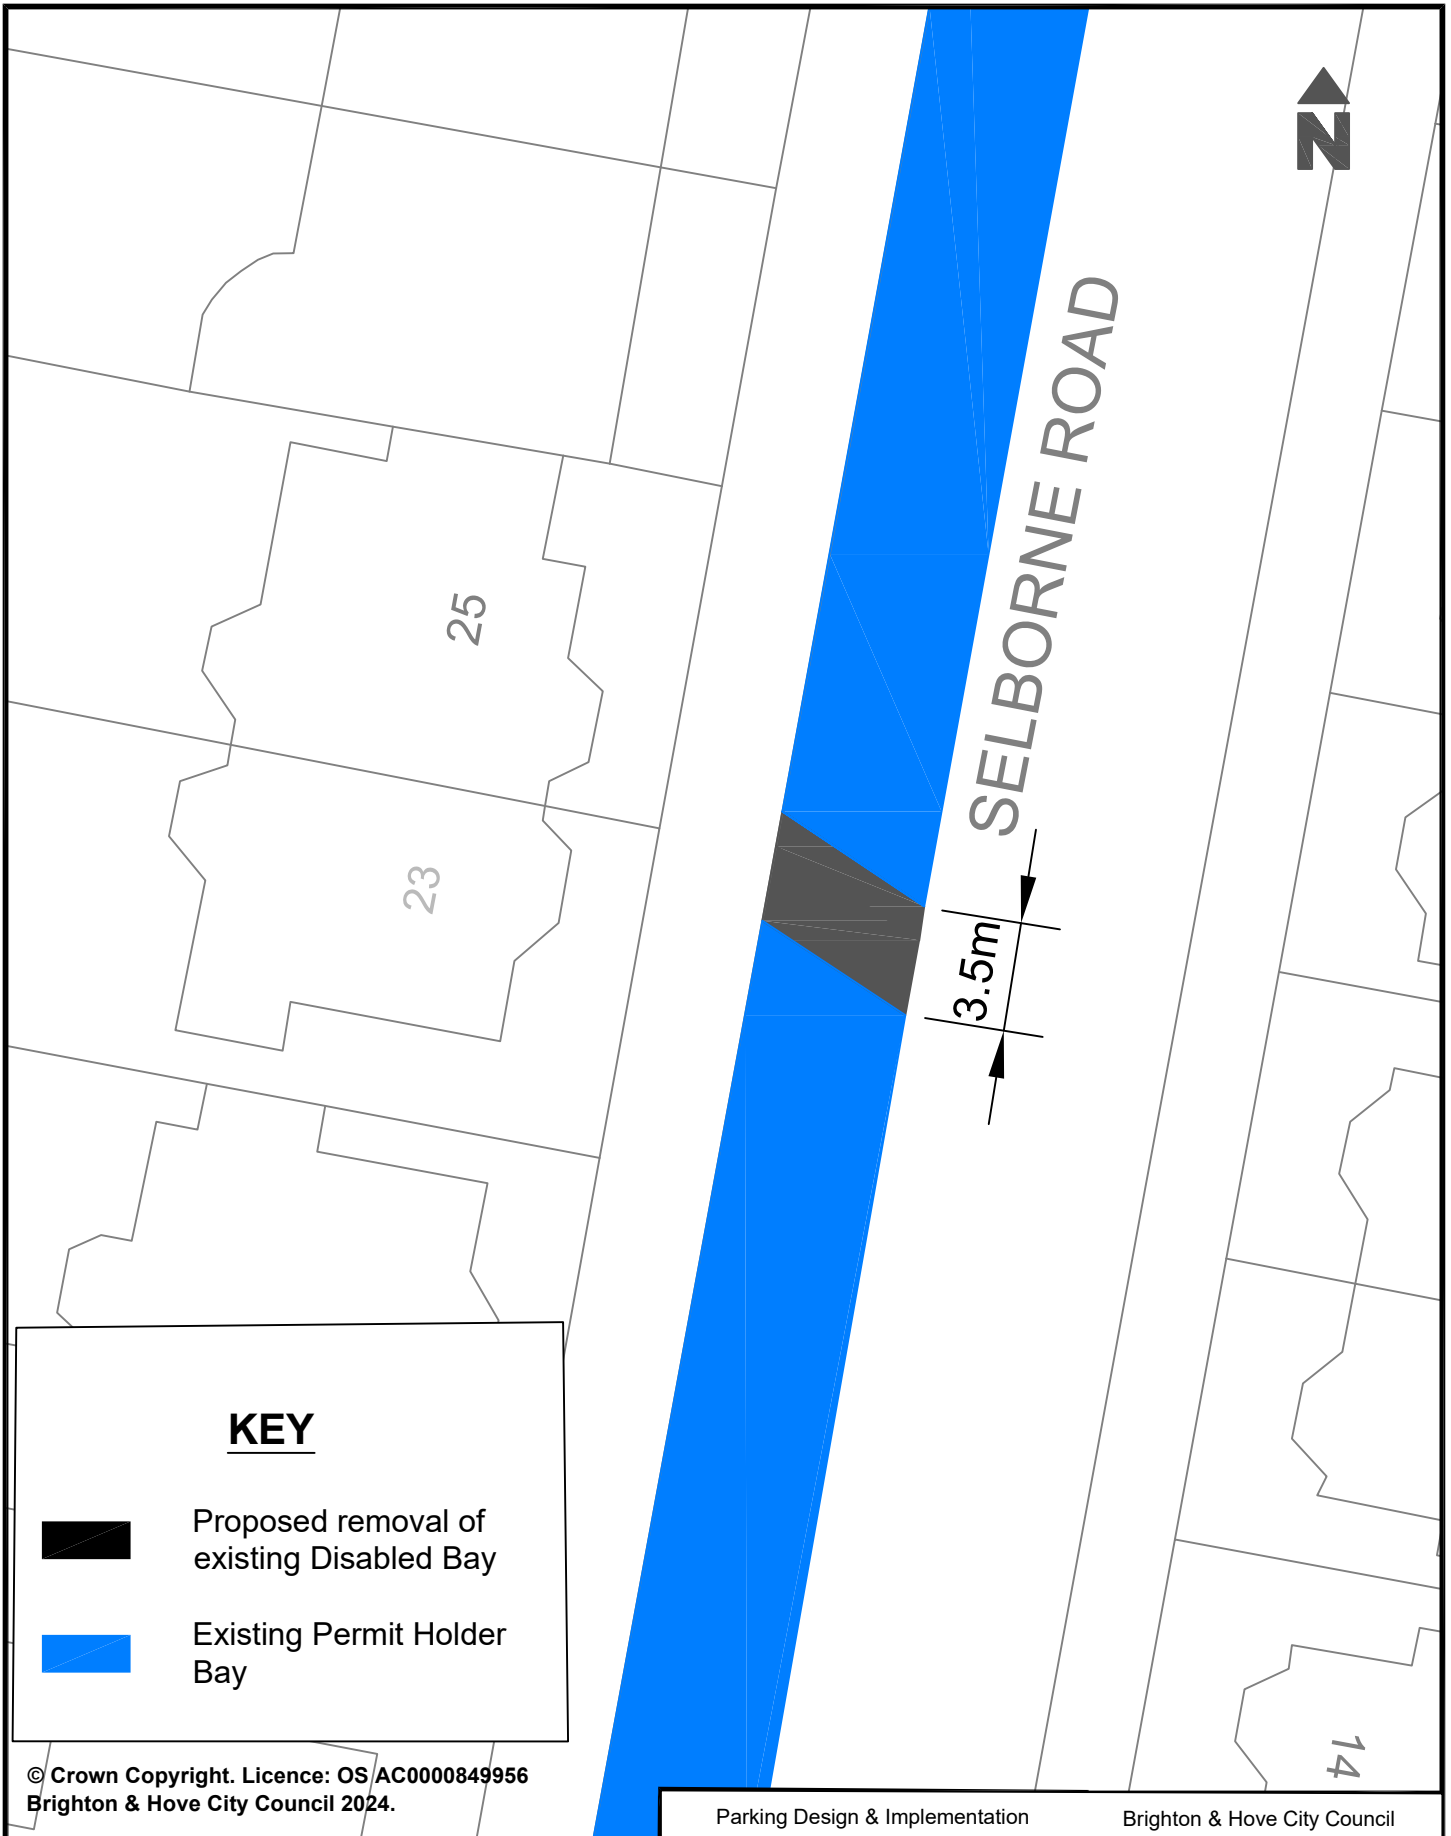 N
SELBORNE ROAD
25
23
3.5m
KEY
Proposed removal of
existing Disabled Bay
Existing Permit Holder
Bay
14
© Crown Copyright. Licence: OS AC0000849956
Brighton & Hove City Council 2024.
Parking Design & Implementation
Brighton & Hove City Council